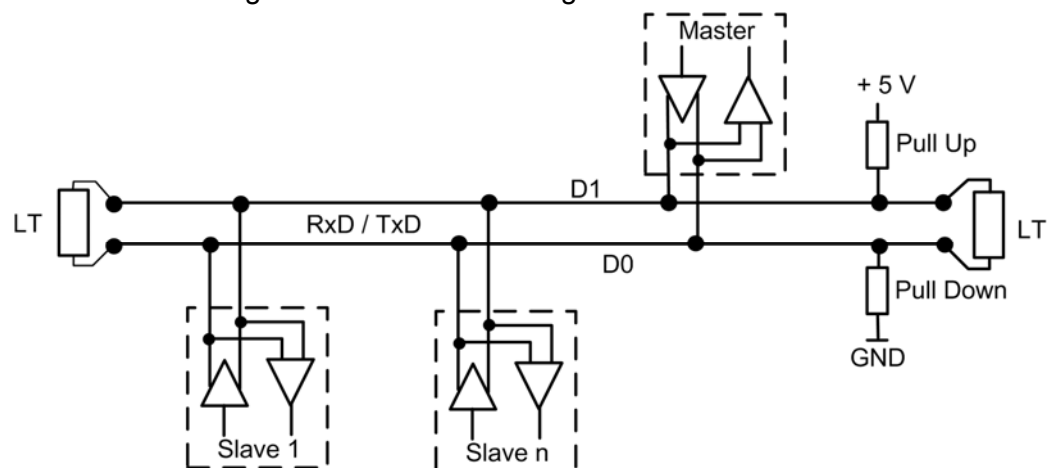 Master
+ 5 V
Pull Up
D1
LT
RxD / TxD
LT
D0
Pull Down
GND
Slave 1
Slave n